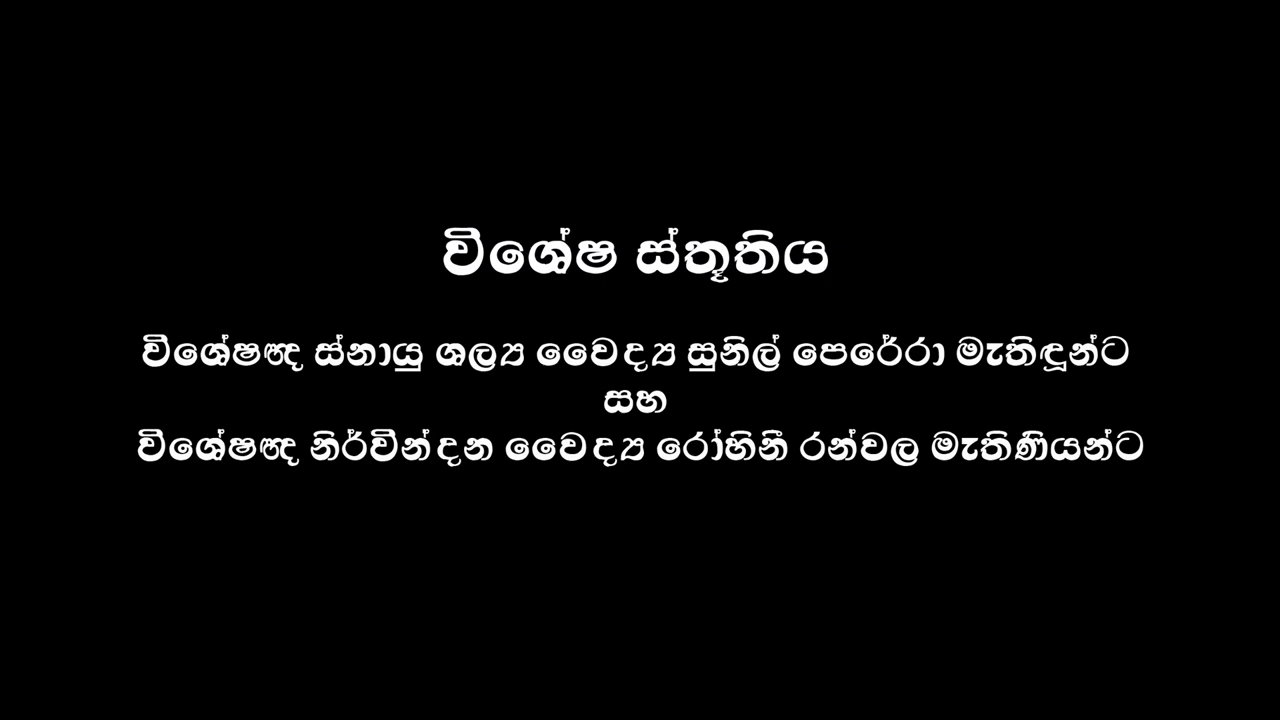 විශේෂ ස්තූතිය
විශේෂඥ ස්නායු ශල්‍ය වෛද්‍ය සුනිල් පෙරේරා මැතිඳූන්ට
සහ
විශේෂඥ නිර්වින්දන වෛද්‍ය රෝහිනී රන්වල මැතිණියන්ට